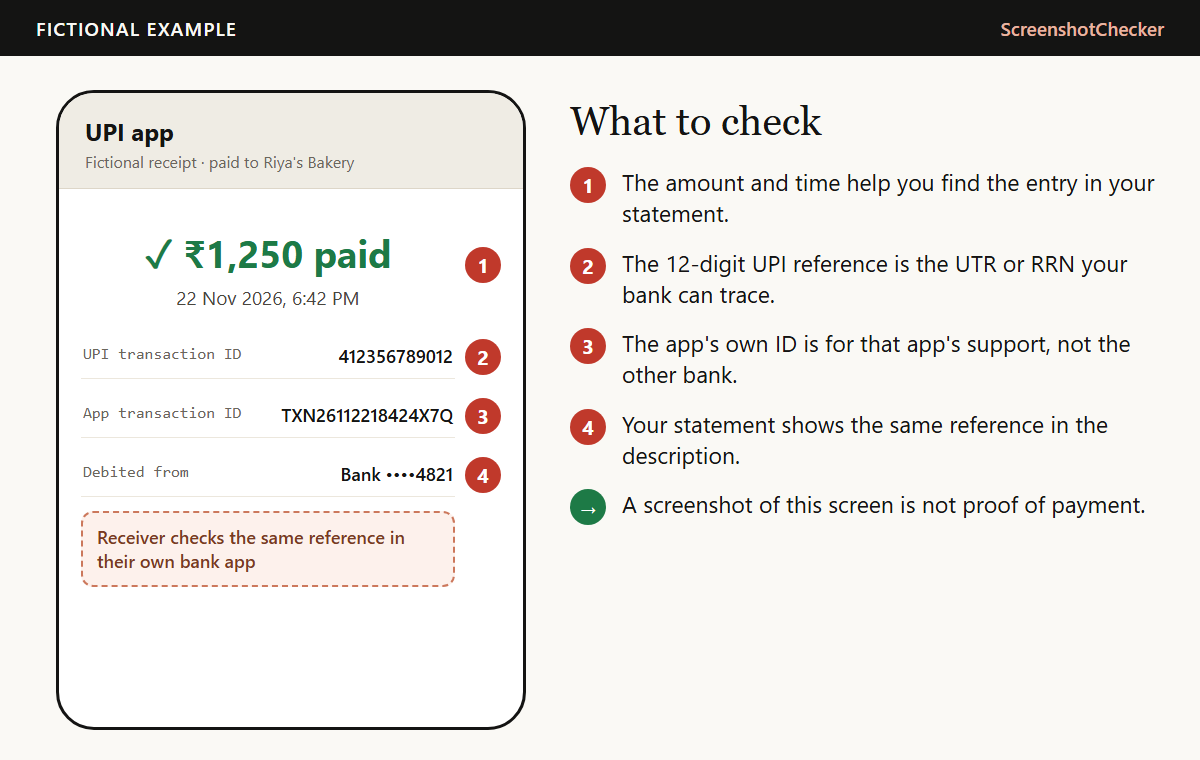 FICTIONAL EXAMPLE
ScreenshotChecker
UPI app
Fictional receipt · paid to Riya's Bakery
✓ ₹1,250 paid
1
22 Nov 2026, 6:42 PM
UPI transaction ID 412356789012 2
App transaction ID TXN26112218424X7Q 3
Debited from Bank ••••4821 4
Receiver checks the same reference in
their own bank app
What to check
1 The amount and time help you find the entry in your
statement.
2 The 12-digit UPI reference is the UTR or RRN your
bank can trace.
3 The app's own ID is for that app's support, not the
other bank.
4 Your statement shows the same reference in the
description.
→ A screenshot of this screen is not proof of payment.